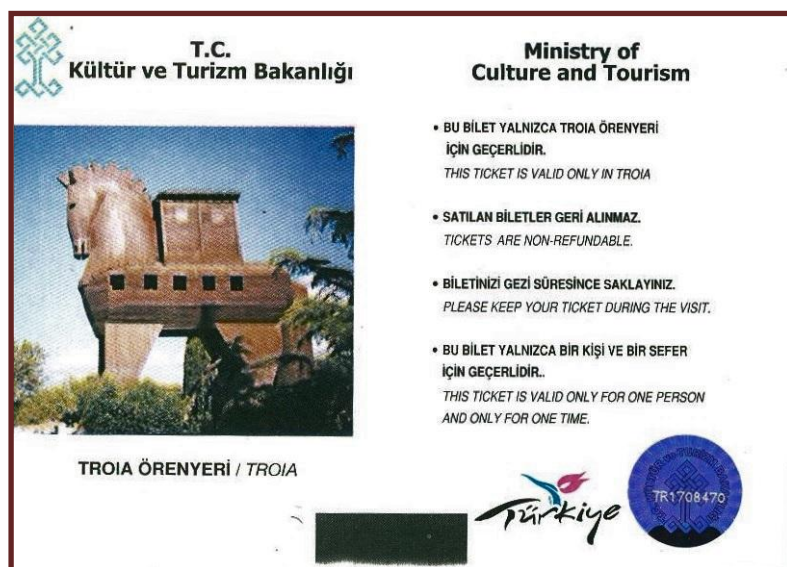 T.C.
Kültür ve Turizm Bakanlığı
TROIA ÖRENYERİ / TROIA
Ministry of
Culture and Tourism
• BU BİLET YALNIZCA TROIA ÖRENYERİ
İÇİN GEÇERLİDİR.
THIS TICKET IS VALID ONLY IN TROIA
• SATILAN BİLETLER GERİ ALINMAZ.
TICKETS ARE NON-REFUNDABLE.
• BİLETİNİZİ GEZİ SÜRESİNCE SAKLAYINIZ.
PLEASE KEEP YOUR TICKET DURING THE VISIT.
• BU BİLET YALNIZCA BİR KİŞİ VE BİR SEFER
İÇİN GEÇERLİDİR..
THIS TICKET IS VALID ONLY FOR ONE PERSON
AND ONLY FOR ONE TIME.
Türkiye
TR1708470